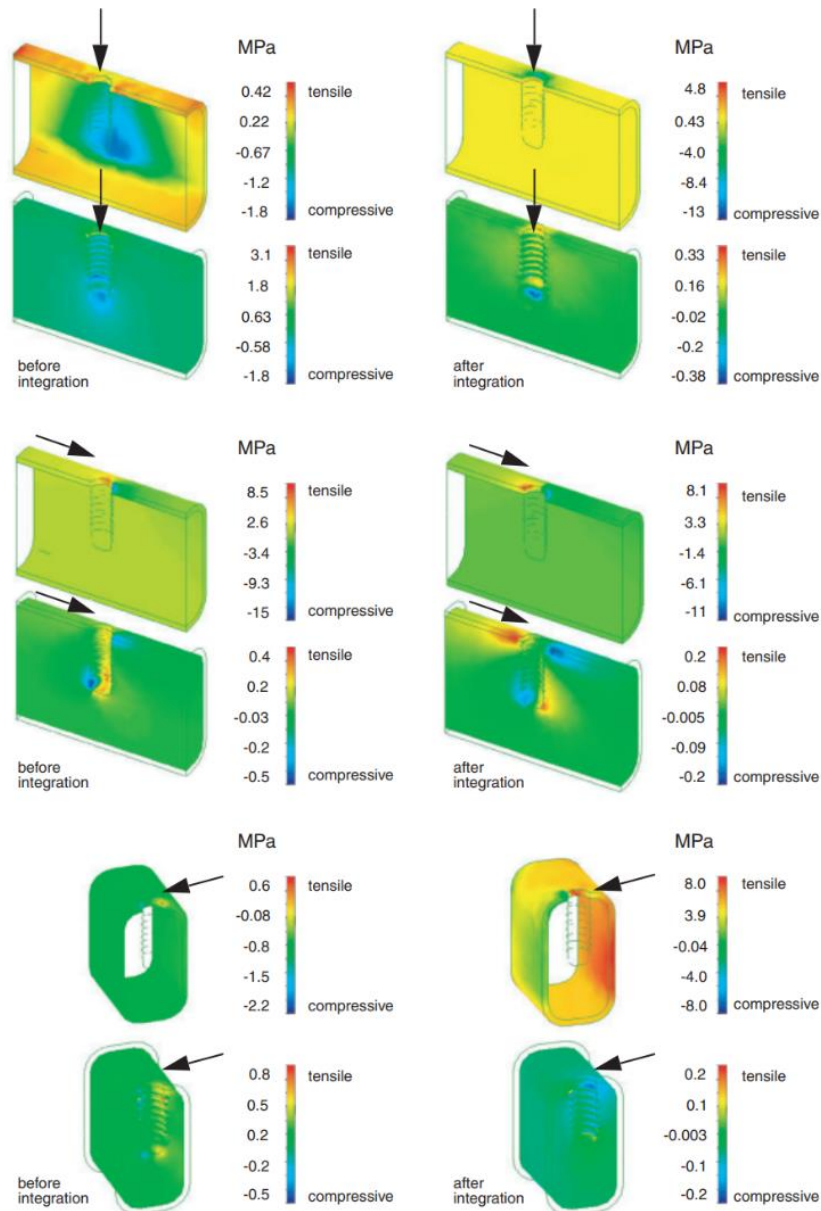 MPa
0.42 tensile
0.22
-0.67
-1.2
-1.8 compressive
3.1 tensile
1.8
0.63
-0.58
-1.8 compressive
before
integration
MPa
4.8 tensile
0.43
-4.0
-8.4
-13 compressive
0.33 tensile
0.16
-0.02
-0.2
-0.38 compressive
after
integration
MPa
8.5 tensile
2.6
-3.4
-9.3
-15 compressive
0.4 tensile
0.2
-0.03
-0.2
-0.5 compressive
before
integration
MPa
8.1 tensile
3.3
-1.4
-6.1
-11 compressive
0.2 tensile
0.08
-0.005
-0.09
-0.2 compressive
after
integration
MPa
0.6 tensile
-0.08
-0.8
-1.5
-2.2 compressive
0.8 tensile
0.5
0.2
-0.2
-0.5 compressive
before
integration
MPa
8.0 tensile
3.9
-0.04
-4.0
-8.0 compressive
0.2 tensile
0.1
-0.003
-0.1
-0.2 compressive
after
integration